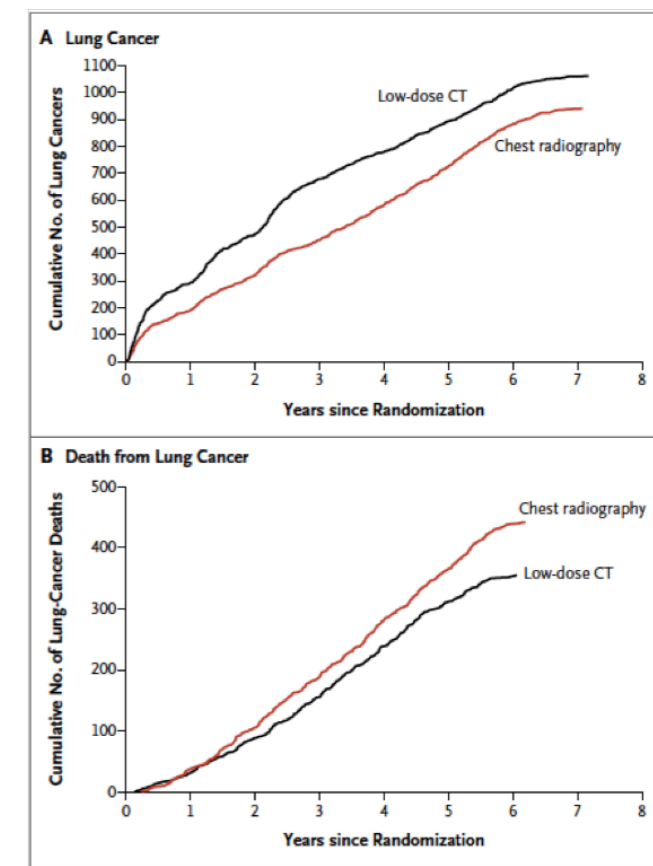 A Lung Cancer
1100
1000
900
800
700
600
500
400
300
200
100
0
Cumulative No. of Lung Cancers
Low-dose CT
Chest radiography
0 1 2 3 4 5 6 7 8
Years since Randomization
B Death from Lung Cancer
500
400
300
200
100
0
Cumulative No. of Lung-Cancer Deaths
Chest radiography
Low-dose CT
0 1 2 3 4 5 6 7 8
Years since Randomization